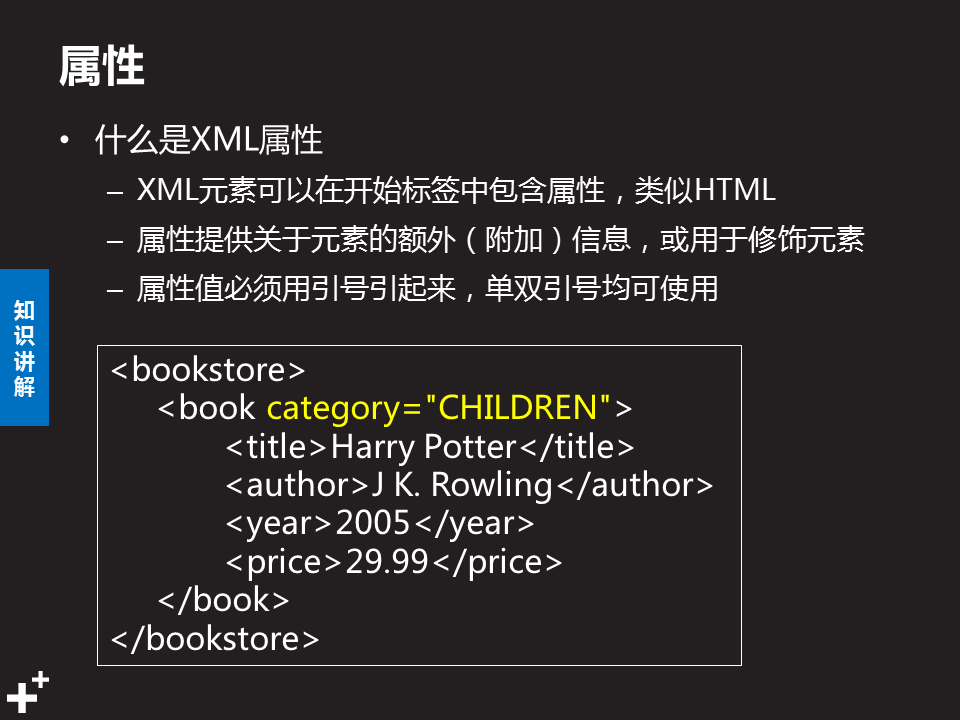 属性
• 什么是XML属性
– XML元素可以在开始标签中包含属性，类似HTML
– 属性提供关于元素的额外（附加）信息，或用于修饰元素
– 属性值必须用引号引起来，单双引号均可使用
知识讲解
<bookstore>
<book category="CHILDREN">
<title>Harry Potter</title>
<author>J K. Rowling</author>
<year>2005</year>
<price>29.99</price>
</book>
</bookstore>